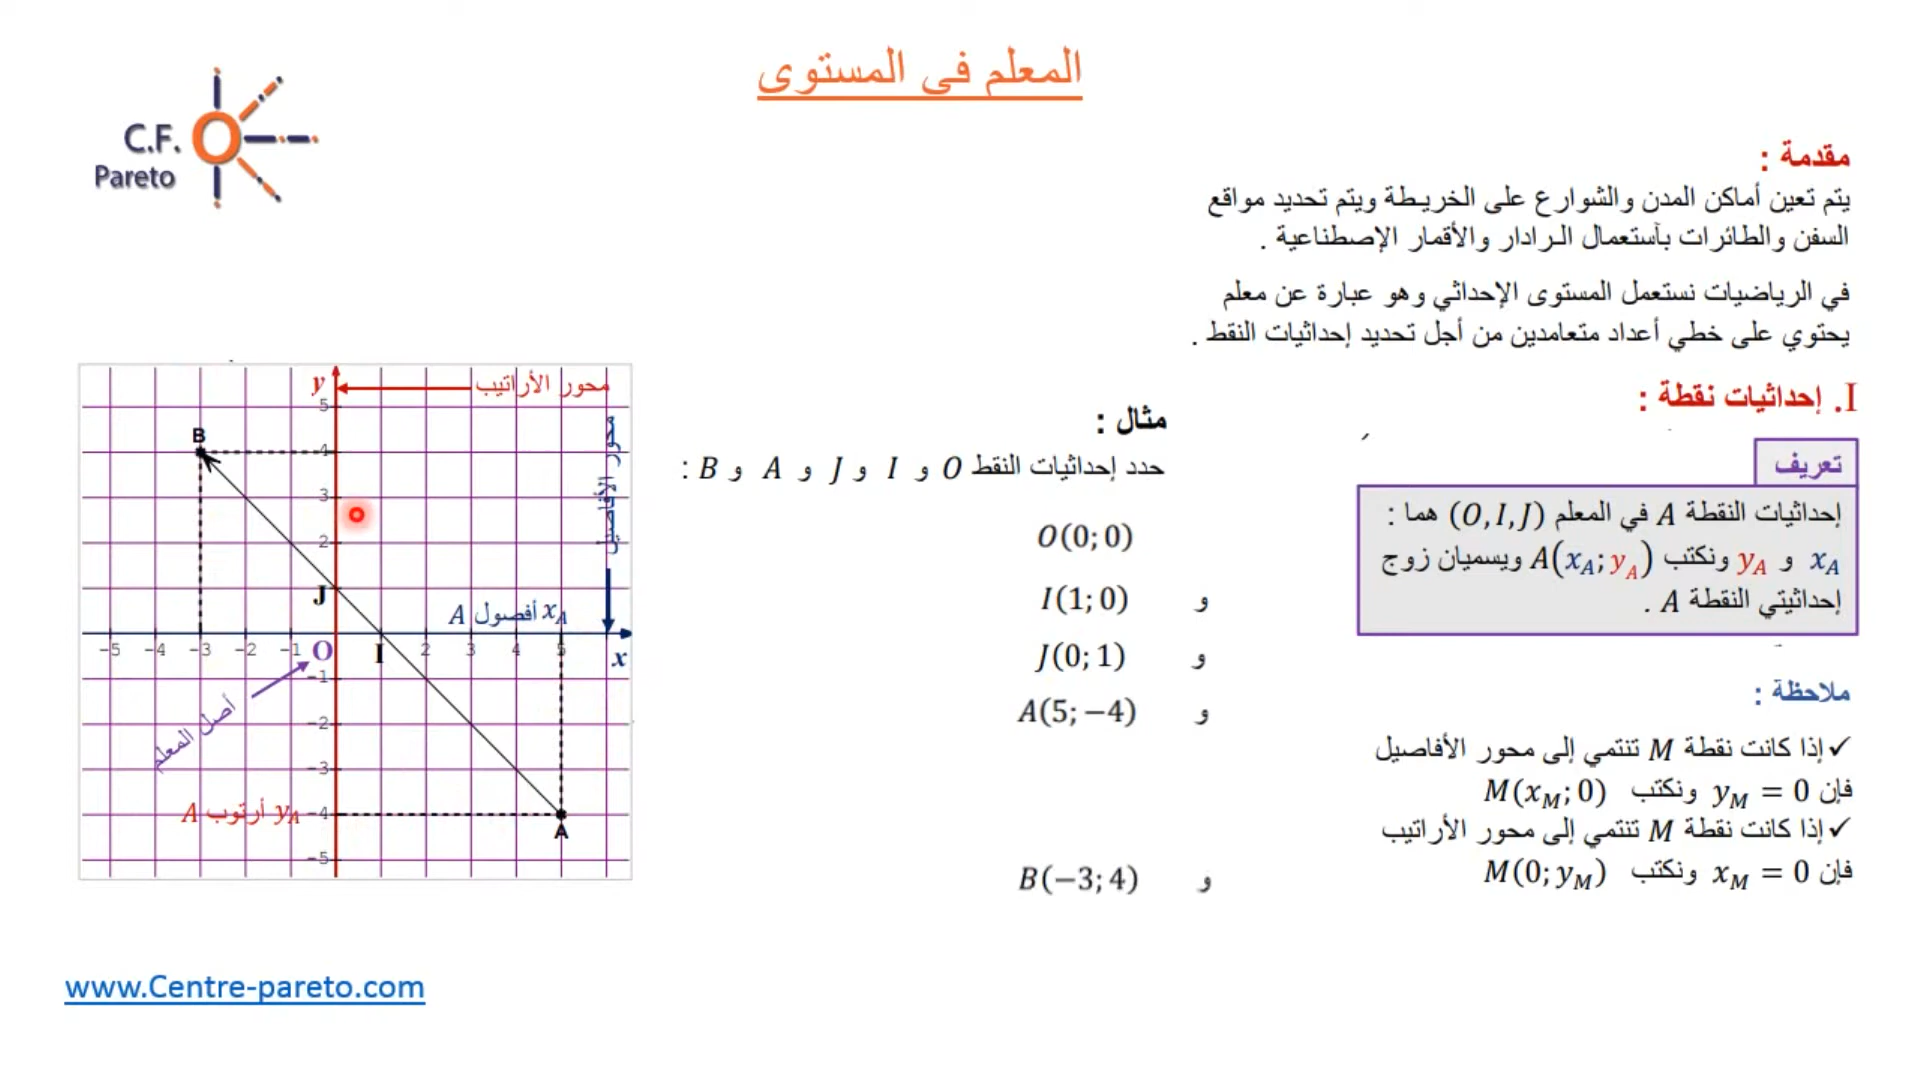 المعلم في المستوى
C.F.
Pareto
مقدمة :
يتم تعين أماكن المدن والشوارع على الخريطة ويتم تحديد مواقع
السفن والطائرات بآستعمال الرادار والأقمار الإصطناعية .
في الرياضيات نستعمل المستوى الإحداثي وهو عبارة عن معلم
يحتوي على خطي أعداد متعامدين من أجل تحديد إحداثيات النقط .
I. إحداثيات نقطة :
تعريف
إحداثيات النقطة A في المعلم (O,I,J) هما :
x_A و y_A ونكتب A(x_A; y_A) ويسميان زوج
إحداثيتي النقطة A .
ملاحظة :
✓ إذا كانت نقطة M تنتمي إلى محور الأفاصيل
فإن y_M = 0 ونكتب M(x_M; 0)
✓ إذا كانت نقطة M تنتمي إلى محور الأراتيب
فإن x_M = 0 ونكتب M(0; y_M)
مثال :
حدد إحداثيات النقط O و I و J و A و B :
O(0; 0)
و I(1; 0)
و J(0; 1)
و A(5; −4)
و B(−3; 4)
y
محور الأراتيب
محور الأفاصيل
5
B
4
3
2
J
x_A أفصول A
−5 −4 −3 −2 −1 O I 2 3 4 5 x
−1
أصل المعلم
−2
−3
y_A أرتوب A
−4
A
−5
www.Centre-pareto.com